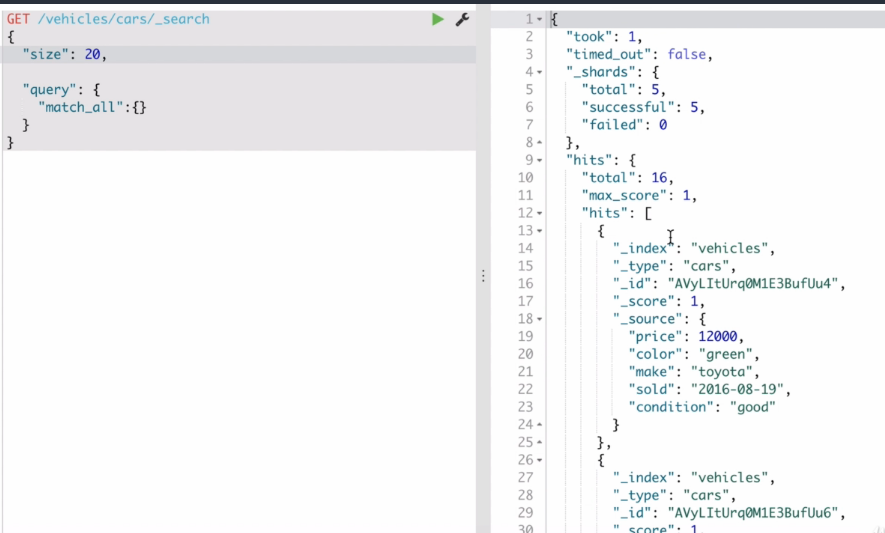 GET /vehicles/cars/_search
{
  "size": 20,

  "query": {
    "match_all":{}
  }
}
1 {
2   "took": 1,
3   "timed_out": false,
4   "_shards": {
5     "total": 5,
6     "successful": 5,
7     "failed": 0
8   },
9   "hits": {
10     "total": 16,
11     "max_score": 1,
12     "hits": [
13       {
14         "_index": "vehicles",
15         "_type": "cars",
16         "_id": "AVyLItUrq0M1E3BufUu4",
17         "_score": 1,
18         "_source": {
19           "price": 12000,
20           "color": "green",
21           "make": "toyota",
22           "sold": "2016-08-19",
23           "condition": "good"
24         }
25       },
26       {
27         "_index": "vehicles",
28         "_type": "cars",
29         "_id": "AVyLItUrq0M1E3BufUu6",
30         "_score": 1,